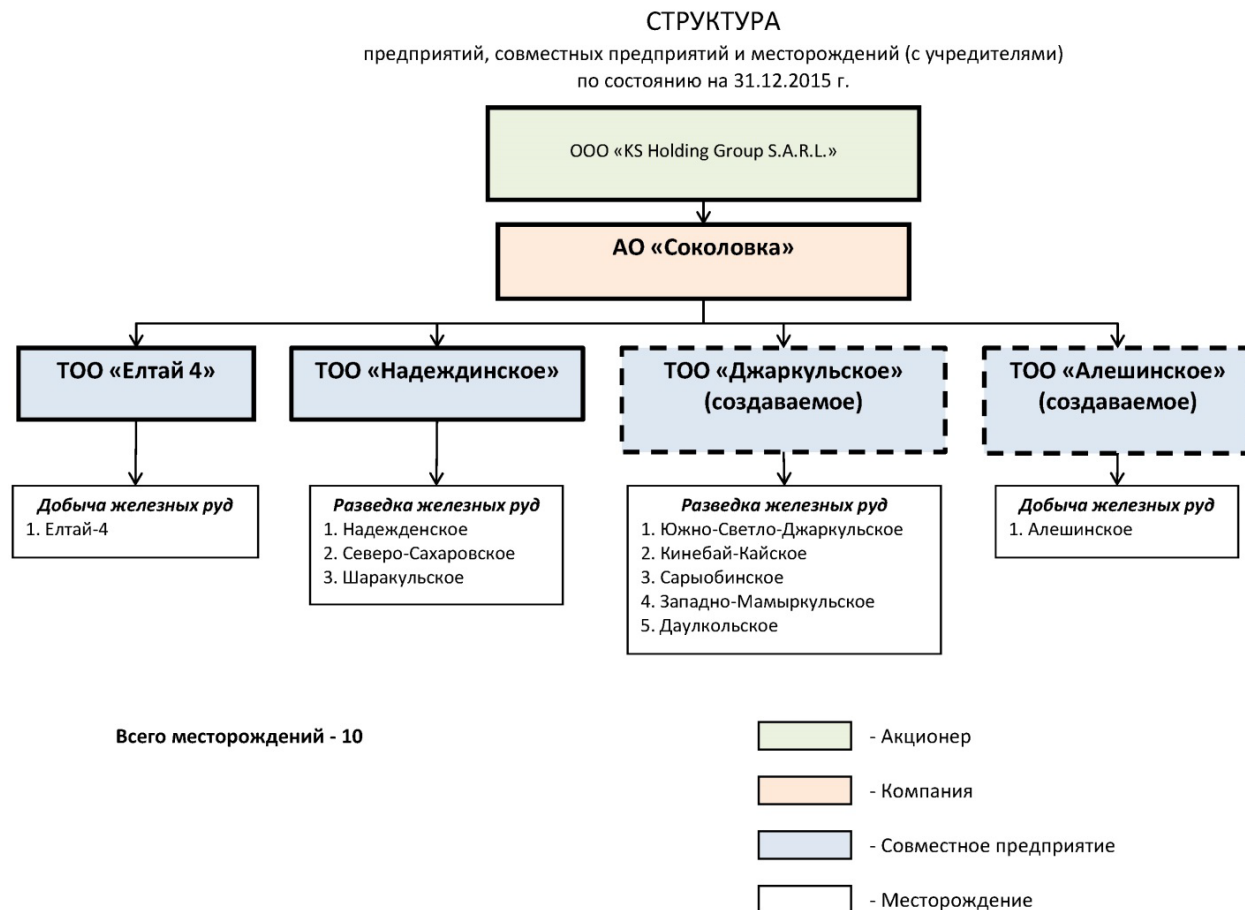 СТРУКТУРА
предприятий, совместных предприятий и месторождений (с учредителями)
по состоянию на 31.12.2015 г.
ООО «KS Holding Group S.A.R.L.»
АО «Соколовка»
ТОО «Елтай 4»
ТОО «Надеждинское»
ТОО «Джаркульское»
(создаваемое)
ТОО «Алешинское»
(создаваемое)
Добыча железных руд
1. Елтай-4
Разведка железных руд
1. Надежденское
2. Северо-Сахаровское
3. Шаракульское
Разведка железных руд
1. Южно-Светло-Джаркульское
2. Кинебай-Кайское
3. Сарыобинское
4. Западно-Мамыркульское
5. Даулкольское
Добыча железных руд
1. Алешинское
Всего месторождений - 10
- Акционер
- Компания
- Совместное предприятие
- Месторождение